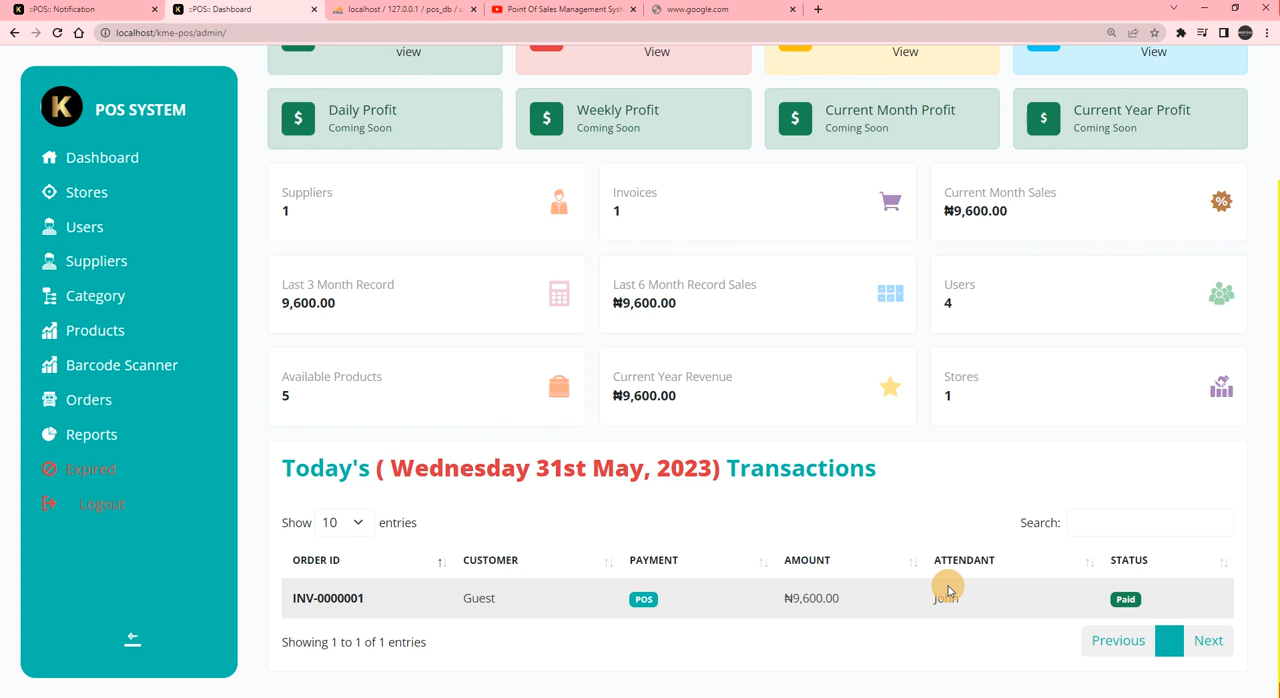 ::POS:: Notification
::POS:: Dashboard
localhost / 127.0.0.1 / pos_db / u
Point Of Sales Management Syst
www.google.com
localhost/kme-pos/admin/
view
View
View
View
K
POS SYSTEM
Dashboard
Stores
Users
Suppliers
Category
Products
Barcode Scanner
Orders
Reports
Expired
Logout
$ Daily Profit
Coming Soon
$ Weekly Profit
Coming Soon
$ Current Month Profit
Coming Soon
$ Current Year Profit
Coming Soon
Suppliers
1
Invoices
1
Current Month Sales
₦9,600.00
%
Last 3 Month Record
9,600.00
Last 6 Month Record Sales
₦9,600.00
Users
4
Available Products
5
Current Year Revenue
₦9,600.00
Stores
1
Today's ( Wednesday 31st May, 2023) Transactions
Show 10 entries
Search:
ORDER ID CUSTOMER PAYMENT AMOUNT ATTENDANT STATUS
INV-0000001 Guest POS ₦9,600.00 John Paid
Showing 1 to 1 of 1 entries
Previous Next